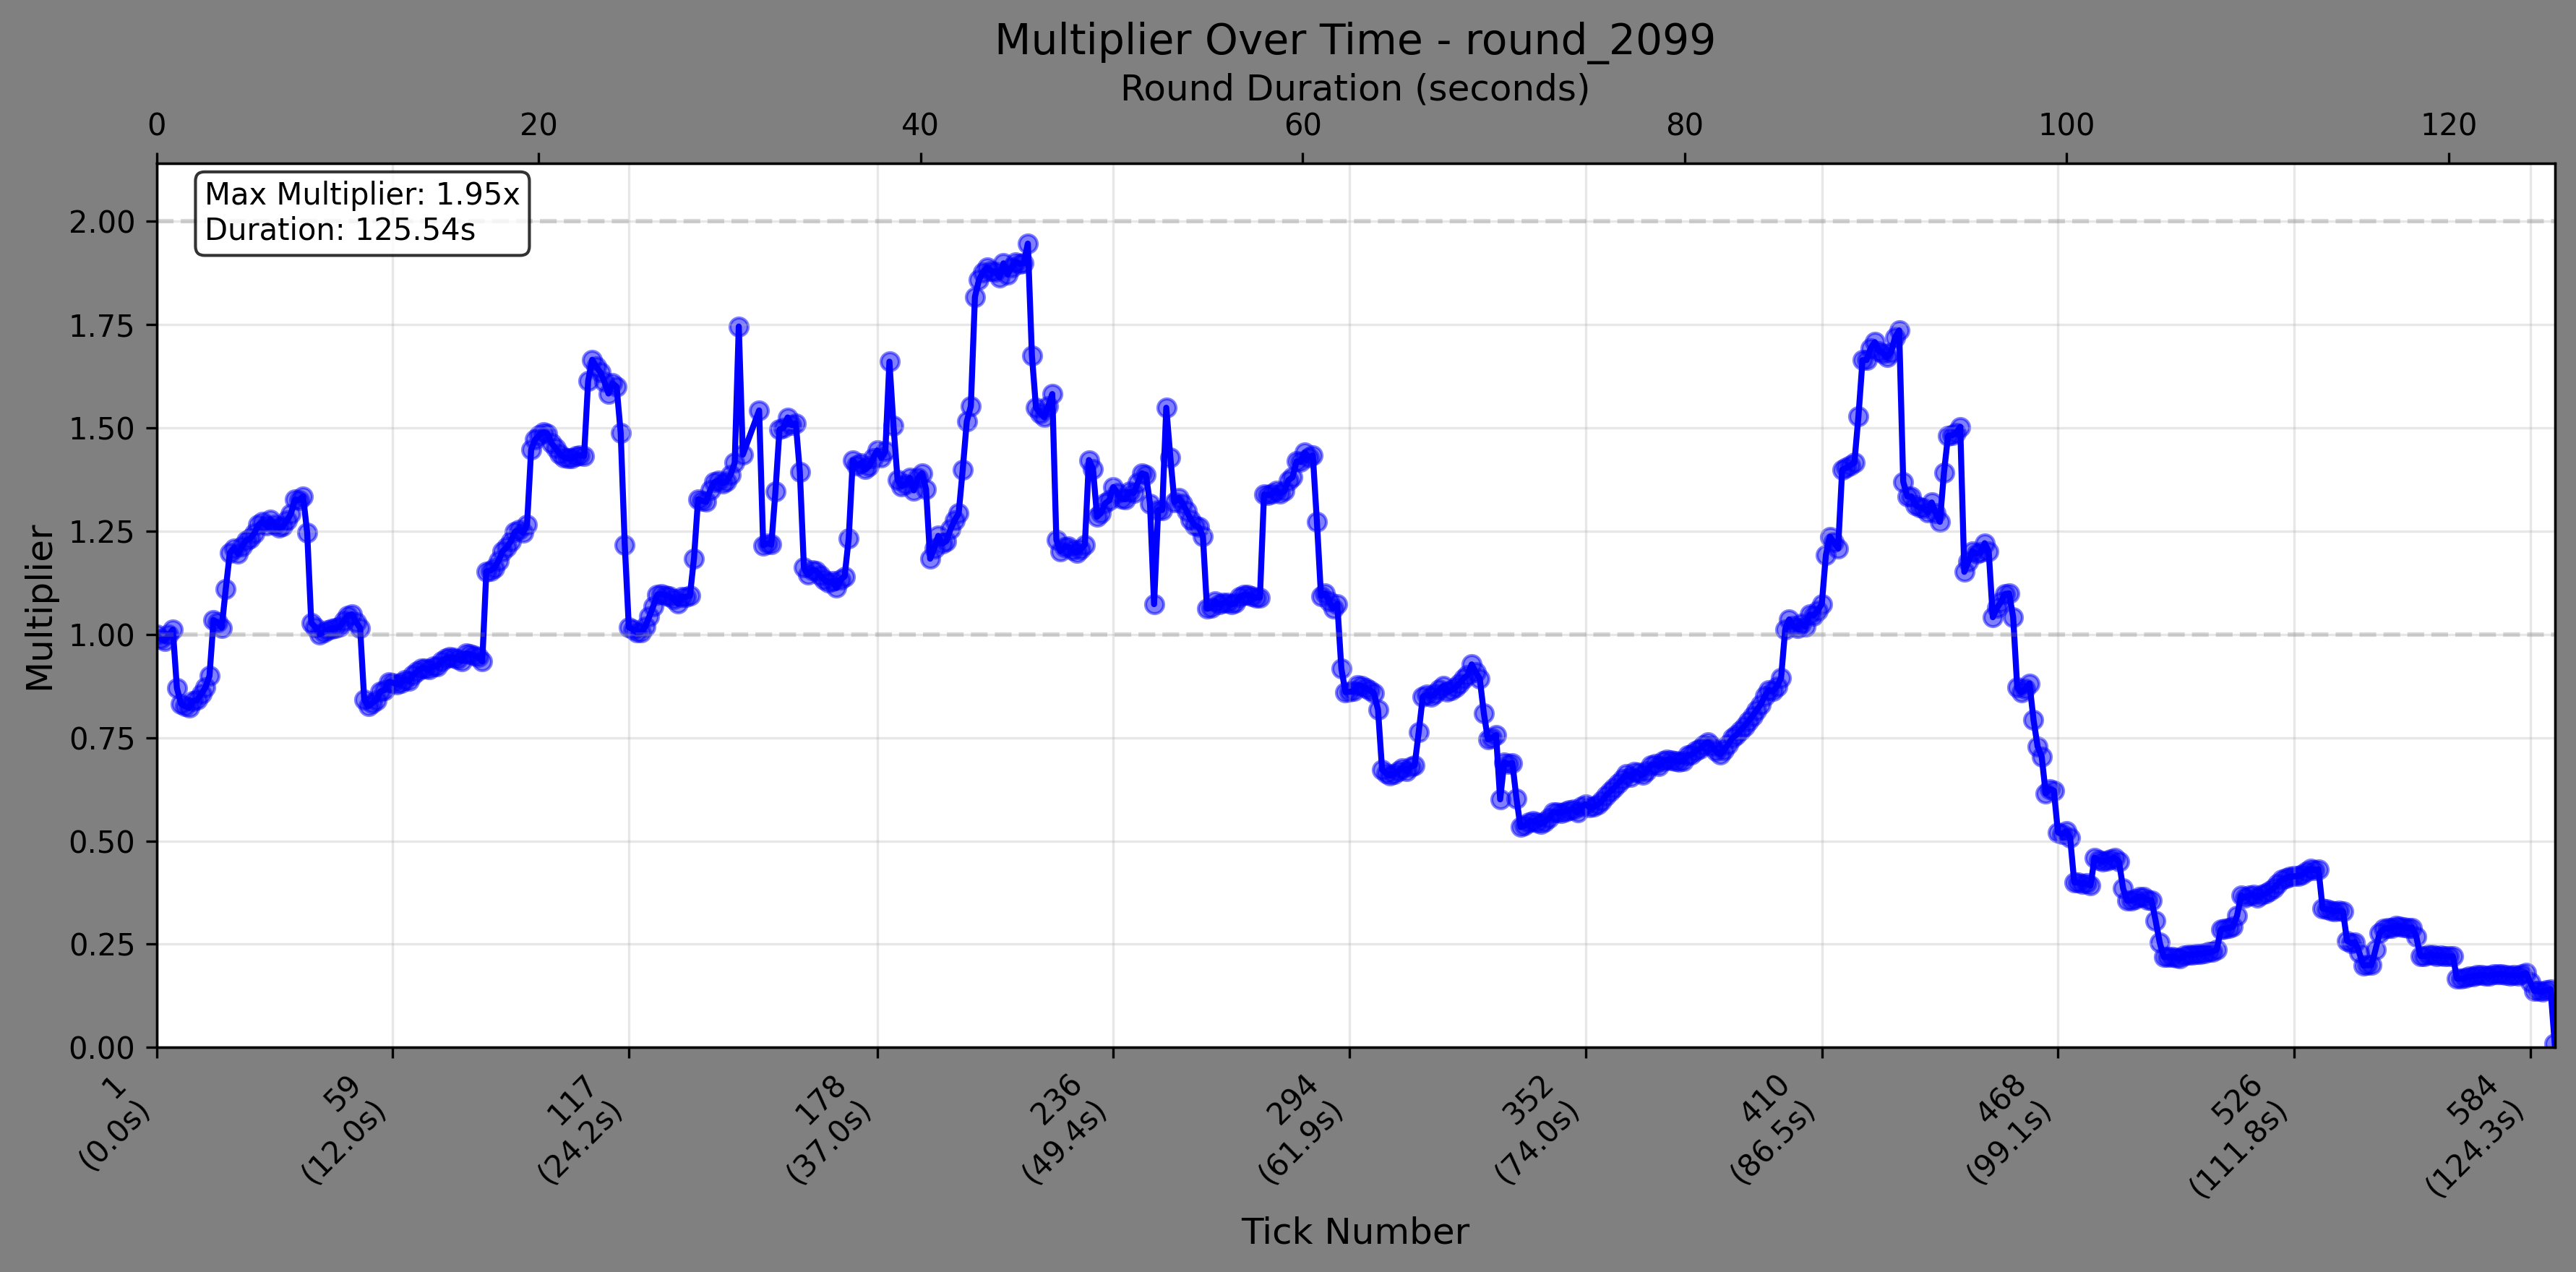 Multiplier Over Time - round_2099
Round Duration (seconds)
0 20 40 60 80 100 120
Max Multiplier: 1.95x
Duration: 125.54s
Multiplier
2.00
1.75
1.50
1.25
1.00
0.75
0.50
0.25
0.00
1 59 117 178 236 294 352 410 468 526 584
(0.0s) (12.0s) (24.2s) (37.0s) (49.4s) (61.9s) (74.0s) (86.5s) (99.1s) (111.8s) (124.3s)
Tick Number